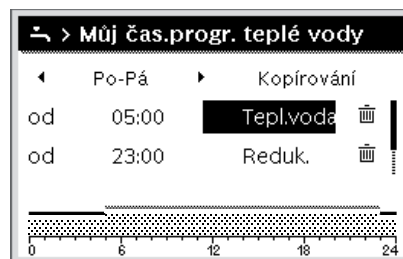 > Můj čas.progr. teplé vody
Po-Pá Kopírování
od 05:00 Tepl.voda
od 23:00 Reduk.
0 6 12 18 24